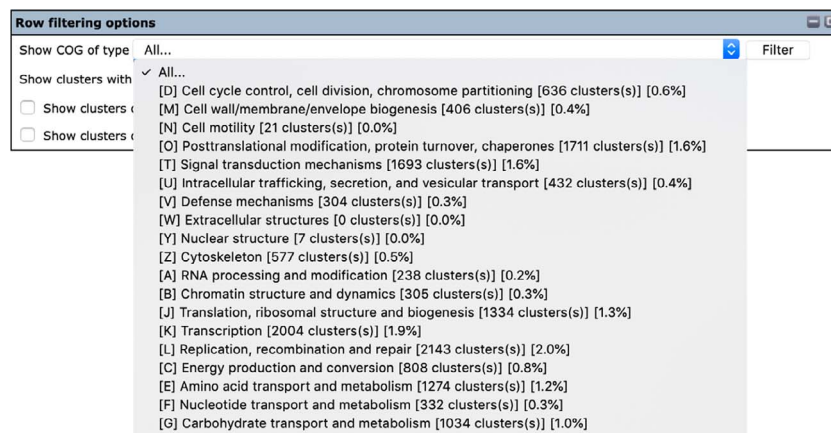 Row filtering options
Show COG of type All... Filter
Show clusters with
✓ All...
[D] Cell cycle control, cell division, chromosome partitioning [636 clusters(s)] [0.6%]
[M] Cell wall/membrane/envelope biogenesis [406 clusters(s)] [0.4%]
Show clusters
[N] Cell motility [21 clusters(s)] [0.0%]
[O] Posttranslational modification, protein turnover, chaperones [1711 clusters(s)] [1.6%]
Show clusters
[T] Signal transduction mechanisms [1693 clusters(s)] [1.6%]
[U] Intracellular trafficking, secretion, and vesicular transport [432 clusters(s)] [0.4%]
[V] Defense mechanisms [304 clusters(s)] [0.3%]
[W] Extracellular structures [0 clusters(s)] [0.0%]
[Y] Nuclear structure [7 clusters(s)] [0.0%]
[Z] Cytoskeleton [577 clusters(s)] [0.5%]
[A] RNA processing and modification [238 clusters(s)] [0.2%]
[B] Chromatin structure and dynamics [305 clusters(s)] [0.3%]
[J] Translation, ribosomal structure and biogenesis [1334 clusters(s)] [1.3%]
[K] Transcription [2004 clusters(s)] [1.9%]
[L] Replication, recombination and repair [2143 clusters(s)] [2.0%]
[C] Energy production and conversion [808 clusters(s)] [0.8%]
[E] Amino acid transport and metabolism [1274 clusters(s)] [1.2%]
[F] Nucleotide transport and metabolism [332 clusters(s)] [0.3%]
[G] Carbohydrate transport and metabolism [1034 clusters(s)] [1.0%]